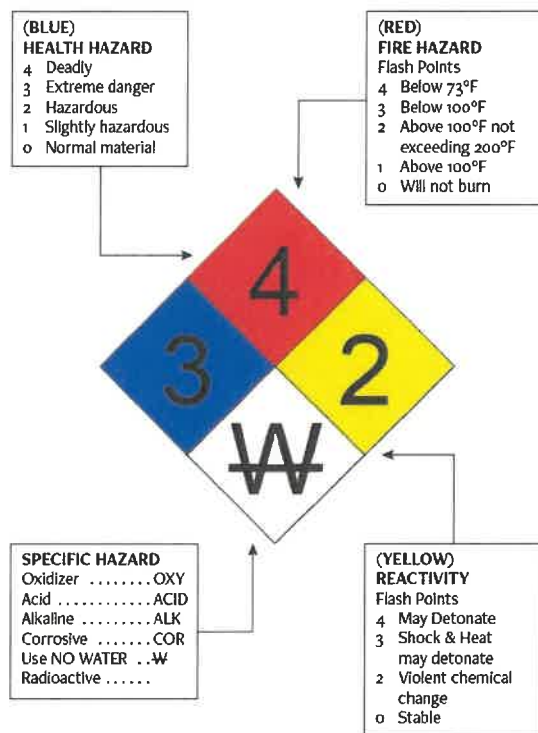 (BLUE)
HEALTH HAZARD
4 Deadly
3 Extreme danger
2 Hazardous
1 Slightly hazardous
0 Normal material
(RED)
FIRE HAZARD
Flash Points
4 Below 73°F
3 Below 100°F
2 Above 100°F not
exceeding 200°F
1 Above 100°F
0 Will not burn
4
3
2
W
SPECIFIC HAZARD
Oxidizer ........OXY
Acid ............ACID
Alkaline .........ALK
Corrosive .......COR
Use NO WATER ..W
Radioactive ......
(YELLOW)
REACTIVITY
Flash Points
4 May Detonate
3 Shock & Heat
may detonate
2 Violent chemical
change
0 Stable